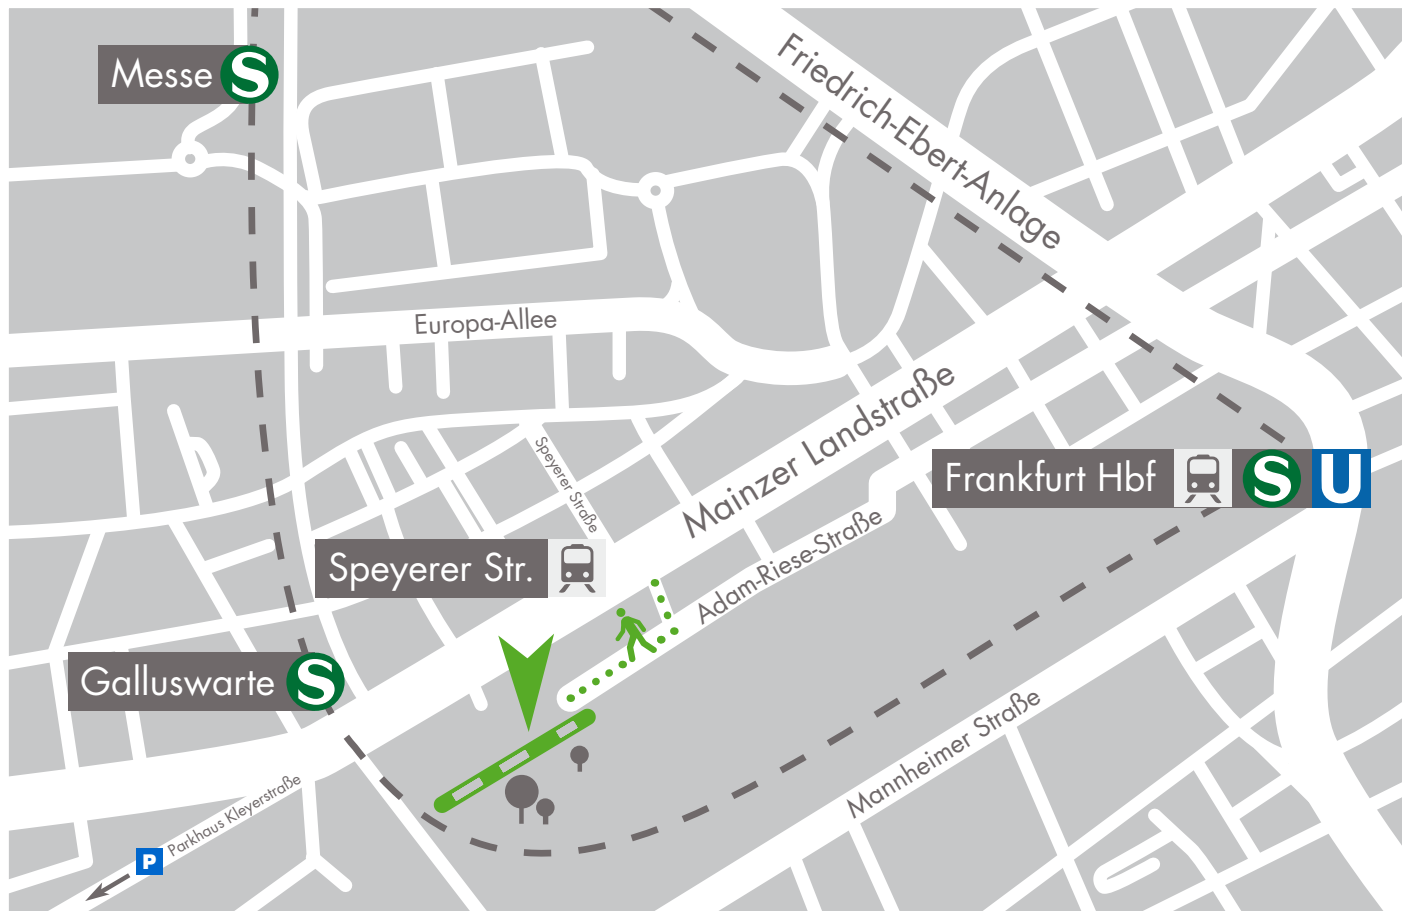 Messe S
Friedrich-Ebert-Anlage
Europa-Allee
Mainzer Landstraße
Speyerer Straße
Frankfurt Hbf S U
Adam-Riese-Straße
Speyerer Str.
Galluswarte S
Mannheimer Straße
Parkhaus Kleyerstraße
P